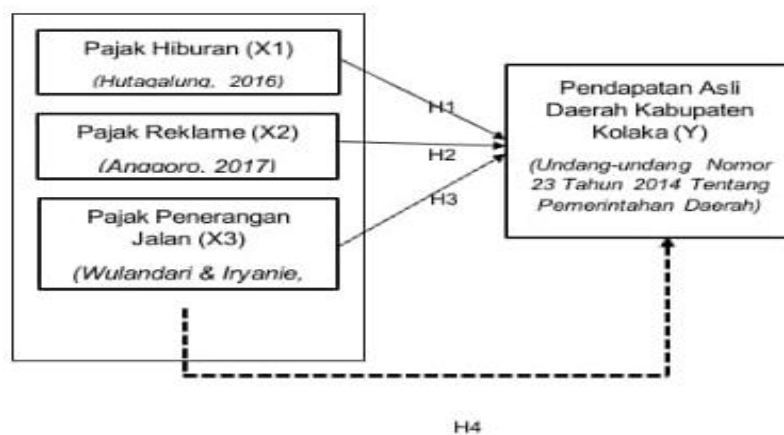 Pajak Hiburan (X1)
(Hutagalung, 2016)
Pajak Reklame (X2)
(Anggoro, 2017)
Pajak Penerangan
Jalan (X3)
(Wulandari & Iryanie,
H1
H2
H3
Pendapatan Asli
Daerah Kabupaten
Kolaka (Y)
(Undang-undang Nomor
23 Tahun 2014 Tentang
Pemerintahan Daerah)
H4